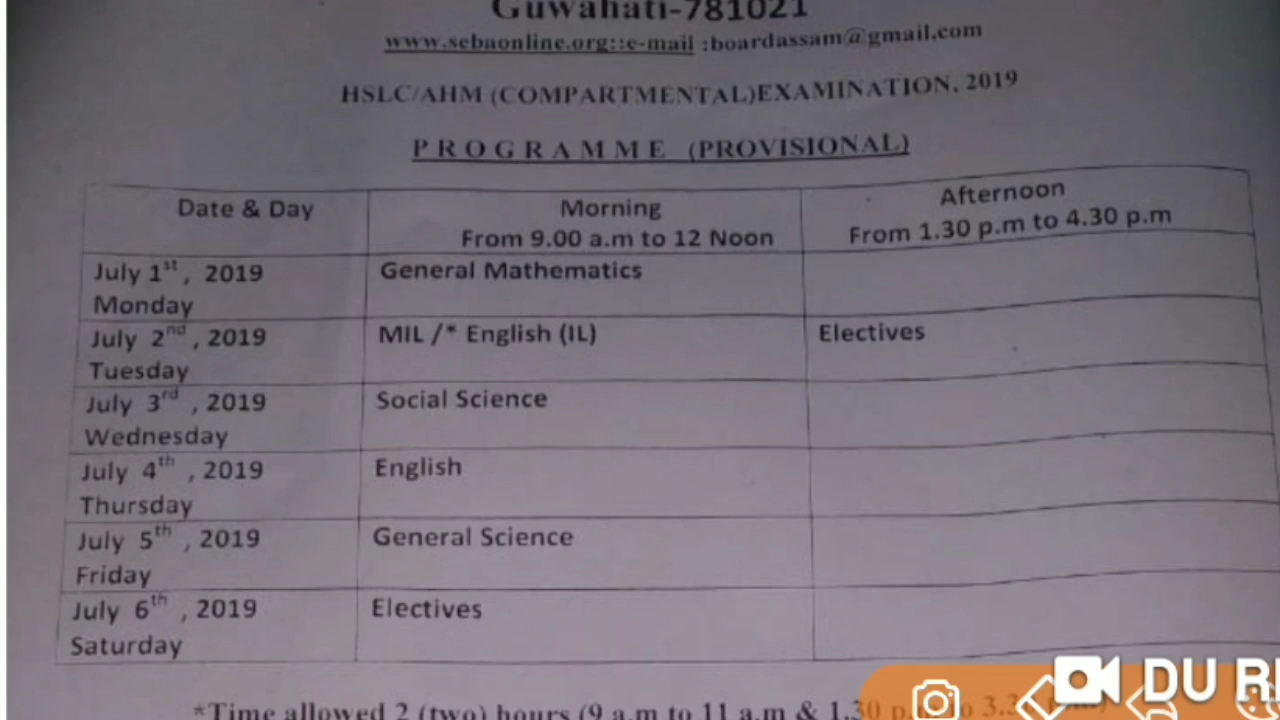 Guwahati-781021
www.sebaonline.org::e-mail :boardassam@gmail.com
HSLC/AHM (COMPARTMENTAL)EXAMINATION, 2019
PROGRAMME (PROVISIONAL)
Date & Day
Morning
From 9.00 a.m to 12 Noon
Afternoon
From 1.30 p.m to 4.30 p.m
July 1st , 2019
Monday
General Mathematics
July 2nd , 2019
Tuesday
MIL /* English (IL)
Electives
July 3rd , 2019
Wednesday
Social Science
July 4th , 2019
Thursday
English
July 5th , 2019
Friday
General Science
July 6th , 2019
Saturday
Electives
*Time allowed 2 (two) hours (9 a.m to 11 a.m & 1.30 p.m to 3.3
DU RE